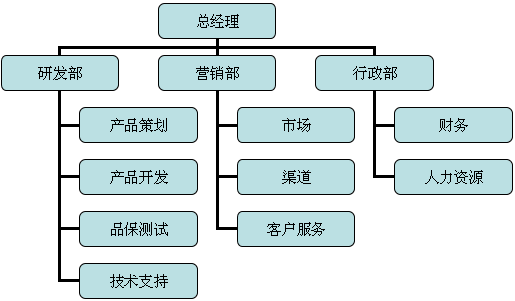 总经理
研发部
营销部
行政部
产品策划
市场
财务
产品开发
渠道
人力资源
品保测试
客户服务
技术支持